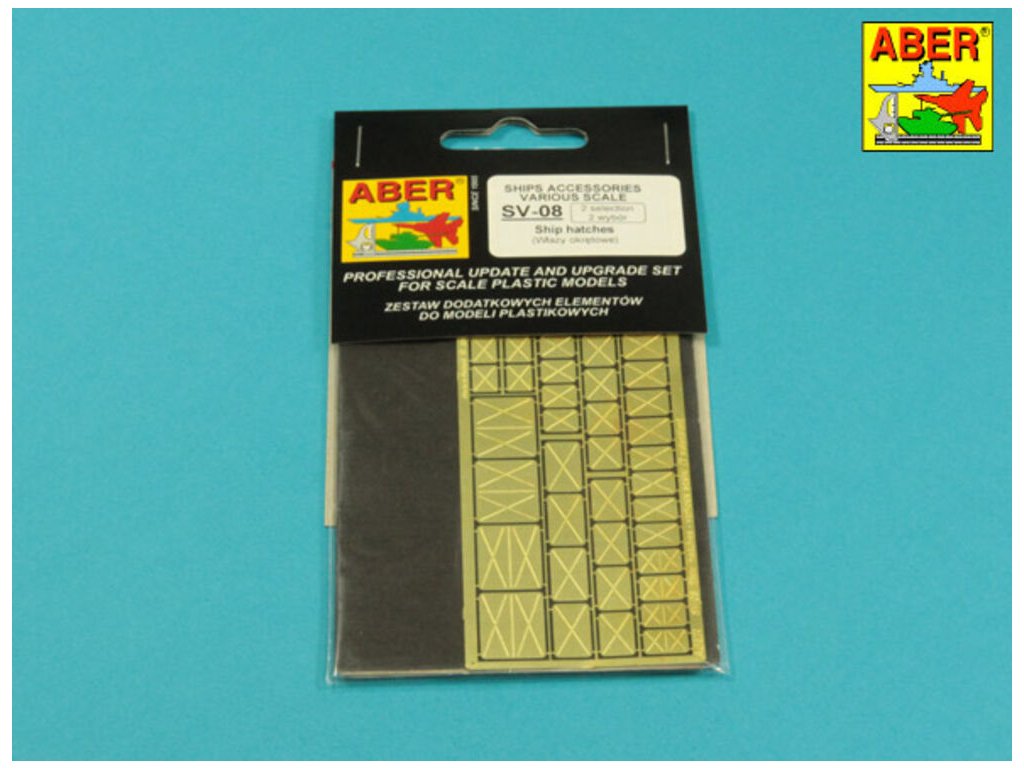 ABER®
ABER®
SINCE 1995
SHIPS ACCESSORIES
VARIOUS SCALE
SV-08
2 selection
2 wybór
Ship hatches
(Włazy okrętowe)
PROFESSIONAL UPDATE AND UPGRADE SET
FOR SCALE PLASTIC MODELS
ZESTAW DODATKOWYCH ELEMENTÓW
DO MODELI PLASTIKOWYCH